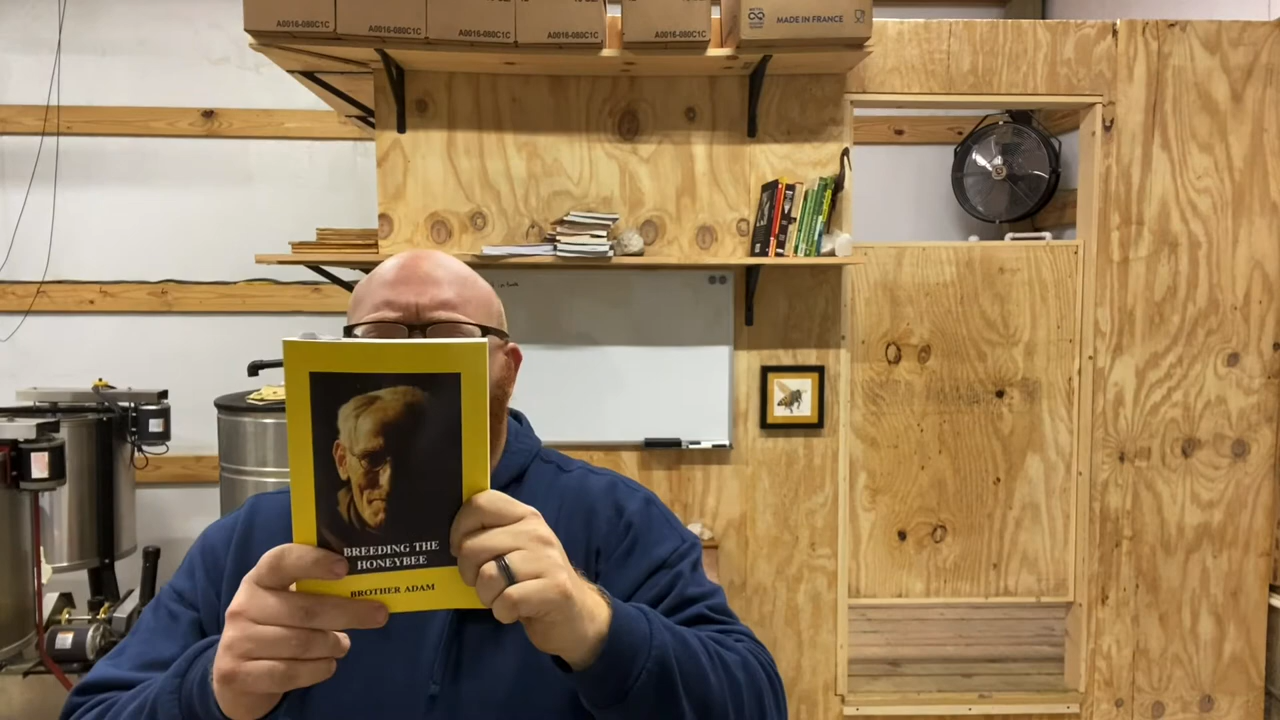 A0016-080C1C
A0016-080C1C
A0016-080C1C
A0016-080C1C
A0016-080C1C
MADE IN FRANCE
BREEDING THE
HONEYBEE
BROTHER ADAM